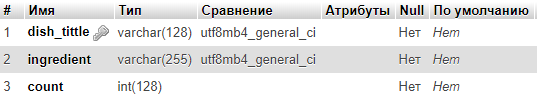 # Имя Тип Сравнение Атрибуты Null По умолчанию
1 dish_tittle varchar(128) utf8mb4_general_ci Нет Нет
2 ingredient varchar(255) utf8mb4_general_ci Нет Нет
3 count int(128) Нет Нет